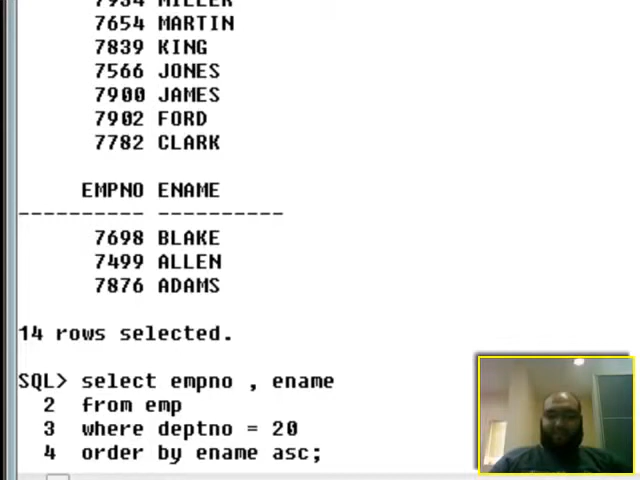 7934 MILLER
7654 MARTIN
7839 KING
7566 JONES
7900 JAMES
7902 FORD
7782 CLARK
EMPNO ENAME
---------- ----------
7698 BLAKE
7499 ALLEN
7876 ADAMS
14 rows selected.
SQL> select empno , ename
2 from emp
3 where deptno = 20
4 order by ename asc;